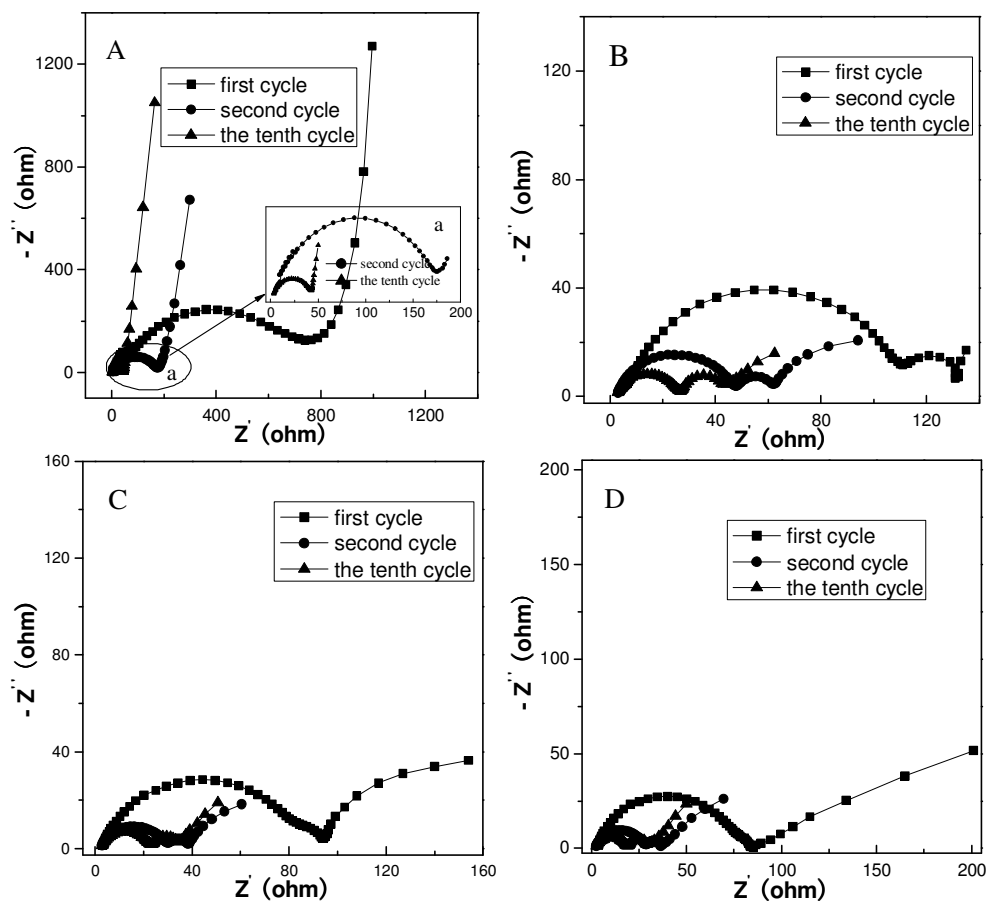 A
first cycle
second cycle
the tenth cycle
1200
800
400
0
- Z'' (ohm)
0
400
800
1200
Z' (ohm)
a
a
second cycle
the tenth cycle
0
50
100
150
200
B
first cycle
second cycle
the tenth cycle
120
80
40
0
- Z'' (ohm)
0
40
80
120
Z' (ohm)
C
first cycle
second cycle
the tenth cycle
160
120
80
40
0
- Z'' (ohm)
0
40
80
120
160
Z' (ohm)
D
first cycle
second cycle
the tenth cycle
200
150
100
50
0
- Z'' (ohm)
0
50
100
150
200
Z' (ohm)